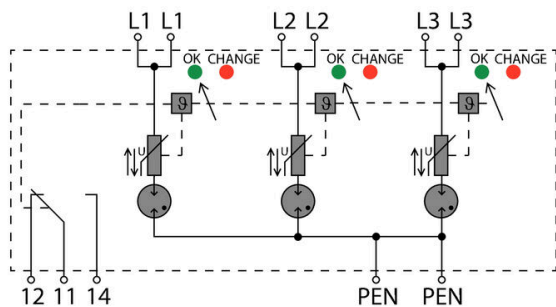 L1 L1 L2 L2 L3 L3
OK CHANGE OK CHANGE OK CHANGE
ϑ ϑ ϑ
U U U
12 11 14 PEN PEN